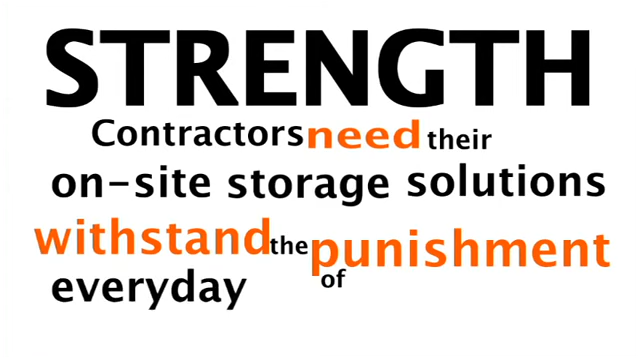 STRENGTH
Contractors need their
on-site storage solutions
withstand the punishment
of
everyday